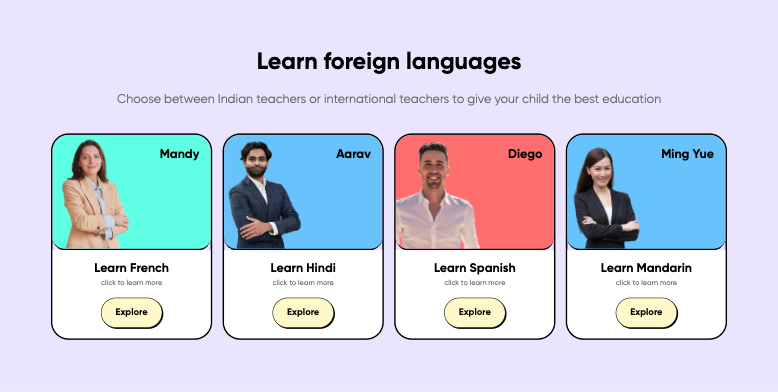 Learn foreign languages
Choose between Indian teachers or international teachers to give your child the best education
Mandy
Aarav
Diego
Ming Yue
Learn French
Learn Hindi
Learn Spanish
Learn Mandarin
click to learn more
click to learn more
click to learn more
click to learn more
Explore
Explore
Explore
Explore